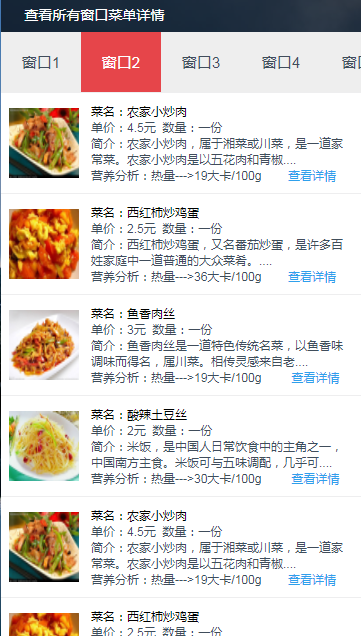 查看所有窗口菜单详情
窗口1 窗口2 窗口3 窗口4 窗口
菜名：农家小炒肉
单价：4.5元 数量：一份
简介：农家小炒肉，属于湘菜或川菜，是一道家
常菜。农家小炒肉是以五花肉和青椒....
营养分析：热量--->19大卡/100g 查看详情
菜名：西红柿炒鸡蛋
单价：2.5元 数量：一份
简介：西红柿炒鸡蛋，又名番茄炒蛋，是许多百
姓家庭中一道普通的大众菜肴。....
营养分析：热量--->36大卡/100g 查看详情
菜名：鱼香肉丝
单价：3元 数量：一份
简介：鱼香肉丝是一道特色传统名菜，以鱼香味
调味而得名，属川菜。相传灵感来自老....
营养分析：热量--->19大卡/100g 查看详情
菜名：酸辣土豆丝
单价：2元 数量：一份
简介：米饭，是中国人日常饮食中的主角之一，
中国南方主食。米饭可与五味调配，几乎可....
营养分析：热量--->30大卡/100g 查看详情
菜名：农家小炒肉
单价：4.5元 数量：一份
简介：农家小炒肉，属于湘菜或川菜，是一道家
常菜。农家小炒肉是以五花肉和青椒....
营养分析：热量--->19大卡/100g 查看详情
菜名：西红柿炒鸡蛋
单价：2.5元 数量：一份